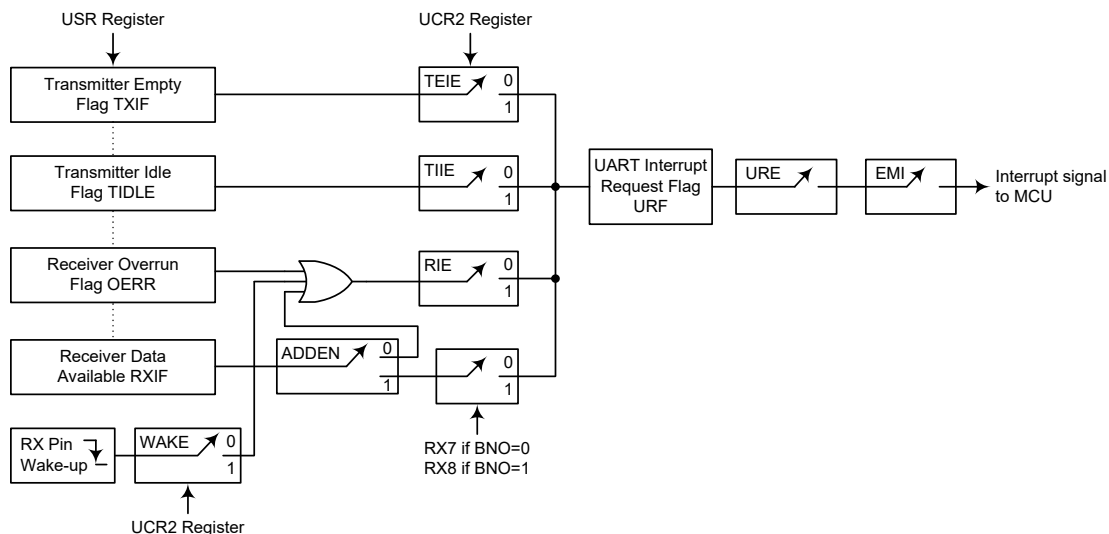 USR Register
UCR2 Register
Transmitter Empty
Flag TXIF
TEIE
0
1
Transmitter Idle
Flag TIDLE
TIIE
0
1
UART Interrupt
Request Flag
URF
URE
EMI
Interrupt signal
to MCU
Receiver Overrun
Flag OERR
RIE
0
1
Receiver Data
Available RXIF
ADDEN
0
1
0
1
RX7 if BNO=0
RX8 if BNO=1
RX Pin
Wake-up
WAKE
0
1
UCR2 Register